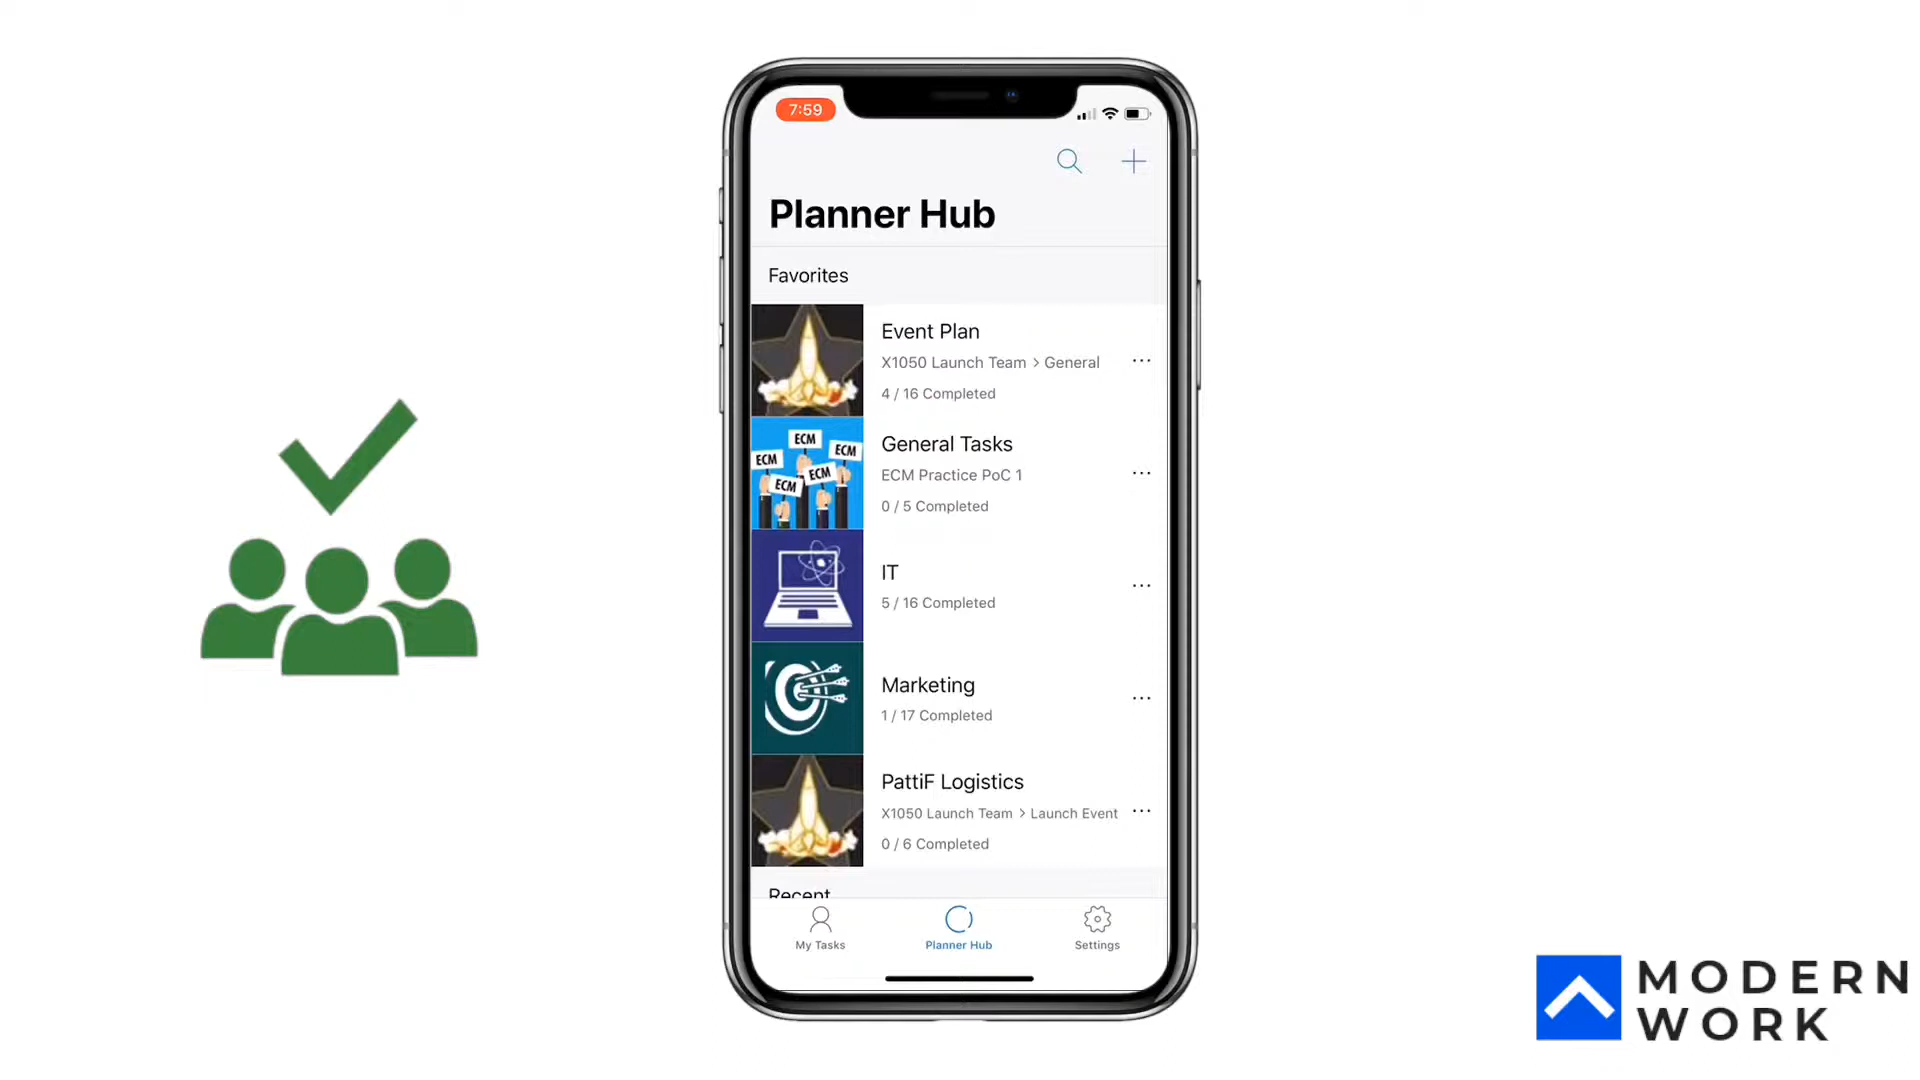 7:59
Planner Hub
Favorites
Event Plan
X1050 Launch Team > General
4 / 16 Completed
ECM
ECM
ECM
ECM
ECM
General Tasks
ECM Practice PoC 1
0 / 5 Completed
IT
5 / 16 Completed
Marketing
1 / 17 Completed
PattiF Logistics
X1050 Launch Team > Launch Event
0 / 6 Completed
Recent
My Tasks
Planner Hub
Settings
MODERN
WORK